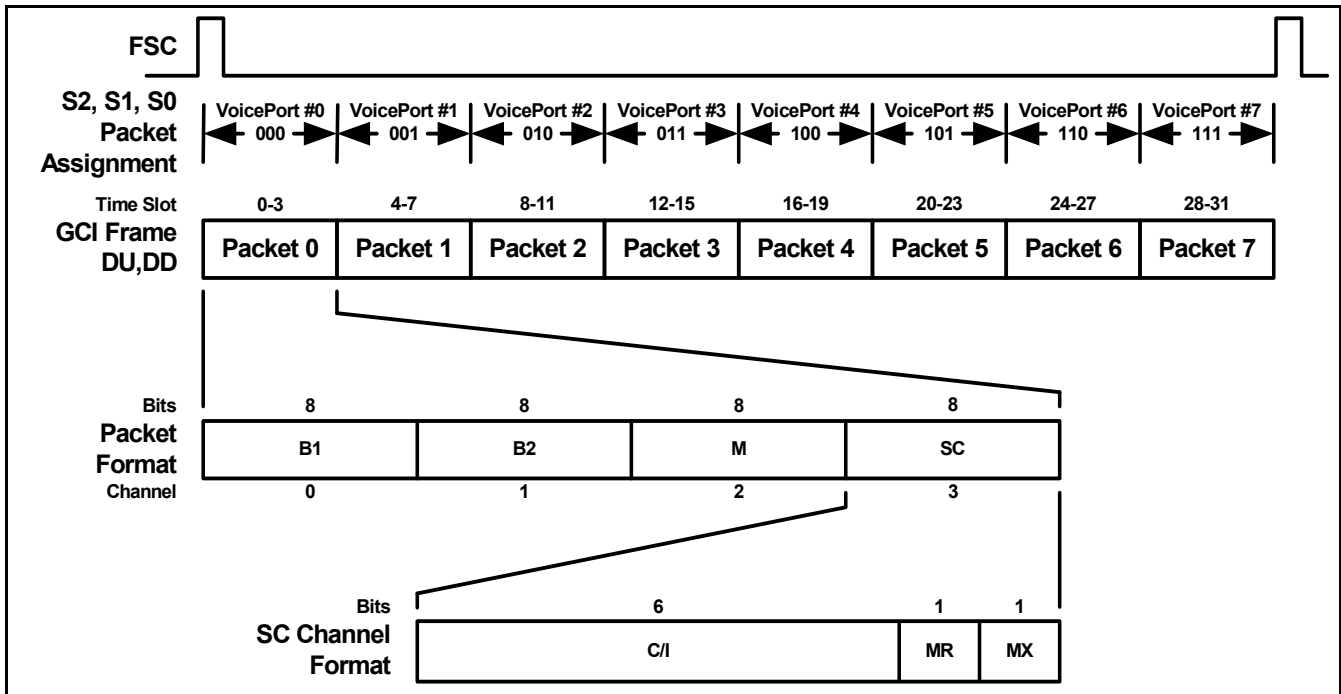 FSC
S2, S1, S0
Packet
Assignment
VoicePort #0 VoicePort #1 VoicePort #2 VoicePort #3 VoicePort #4 VoicePort #5 VoicePort #6 VoicePort #7
000 001 010 011 100 101 110 111
Time Slot 0-3 4-7 8-11 12-15 16-19 20-23 24-27 28-31
GCI Frame
DU,DD
Packet 0 Packet 1 Packet 2 Packet 3 Packet 4 Packet 5 Packet 6 Packet 7
Bits 8 8 8 8
Packet
Format
B1 B2 M SC
Channel 0 1 2 3
Bits 6 1 1
SC Channel
Format
C/I MR MX